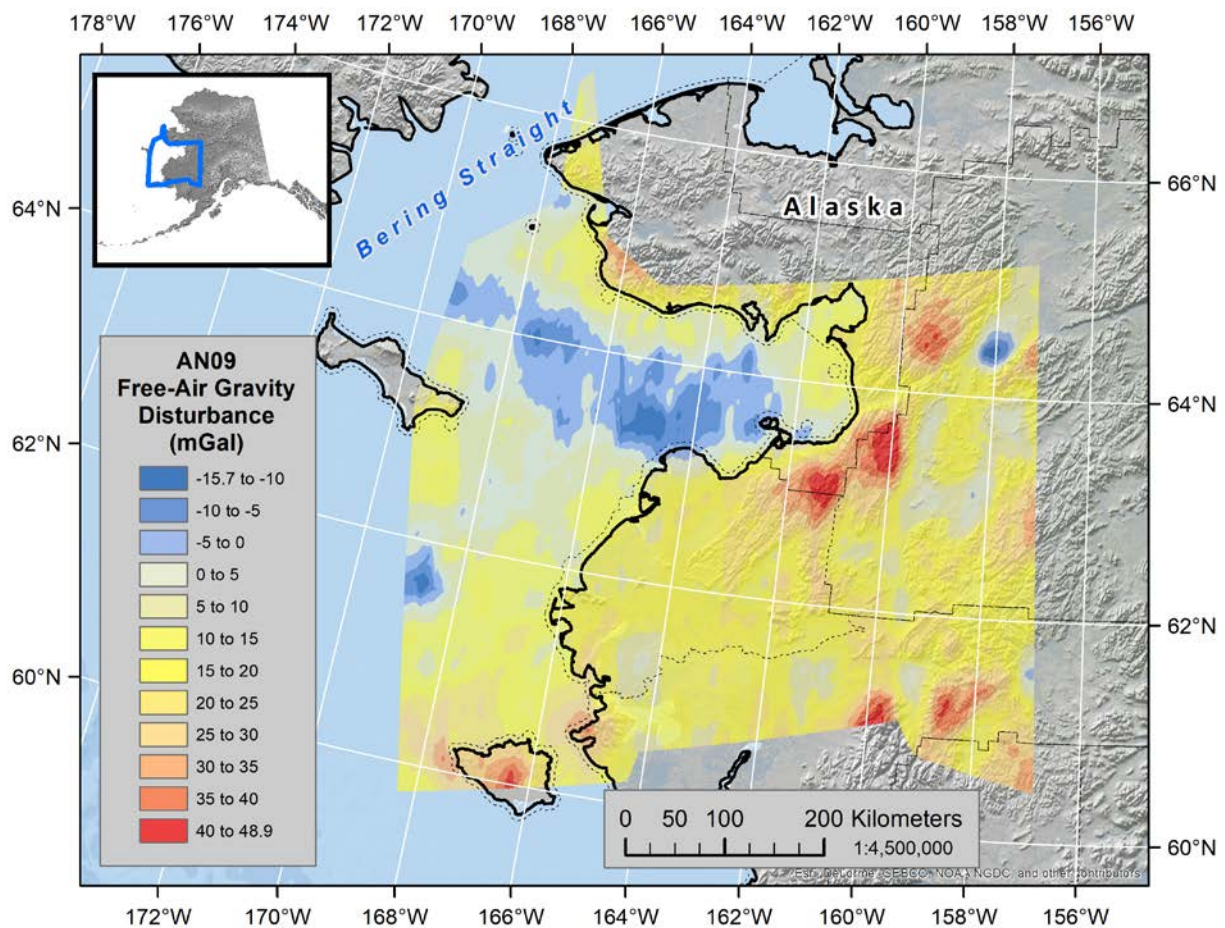 178°W 176°W 174°W 172°W 170°W 168°W 166°W 164°W 162°W 160°W 158°W 156°W
Bering Straight
Alaska
66°W
64°N
64°W
62°N
62°W
60°N
60°W
AN09
Free-Air Gravity
Disturbance
(mGal)
-15.7 to -10
-10 to -5
-5 to 0
0 to 5
5 to 10
10 to 15
15 to 20
20 to 25
25 to 30
30 to 35
35 to 40
40 to 48.9
0 50 100 200 Kilometers
1:4,500,000
Esri, DeLorme, GEBCO, NOAA NGDC, and other contributors
172°W 170°W 168°W 166°W 164°W 162°W 160°W 158°W 156°W